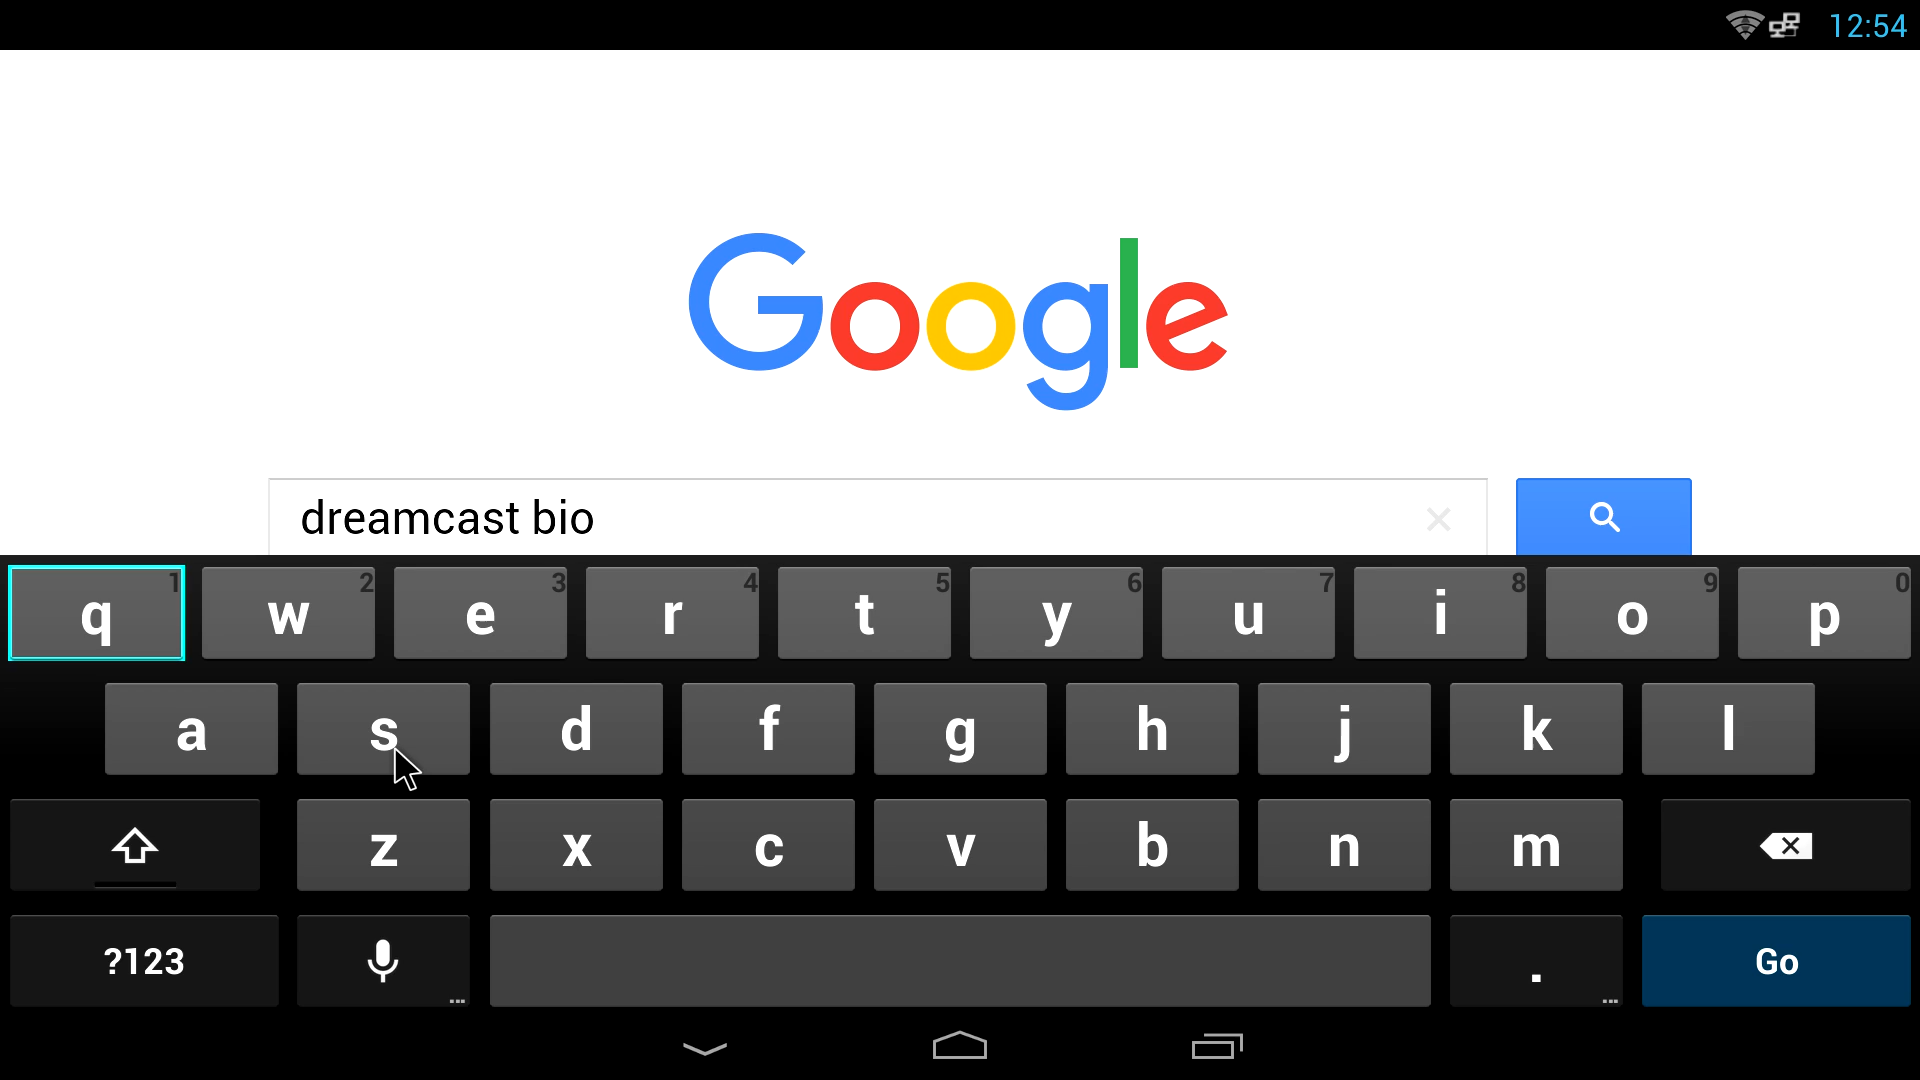 12:54
Google
dreamcast bio
q 1 w 2 e 3 r 4 t 5 y 6 u 7 i 8 o 9 p 0
a s d f g h j k l
z x c v b n m
?123 ... . ... Go